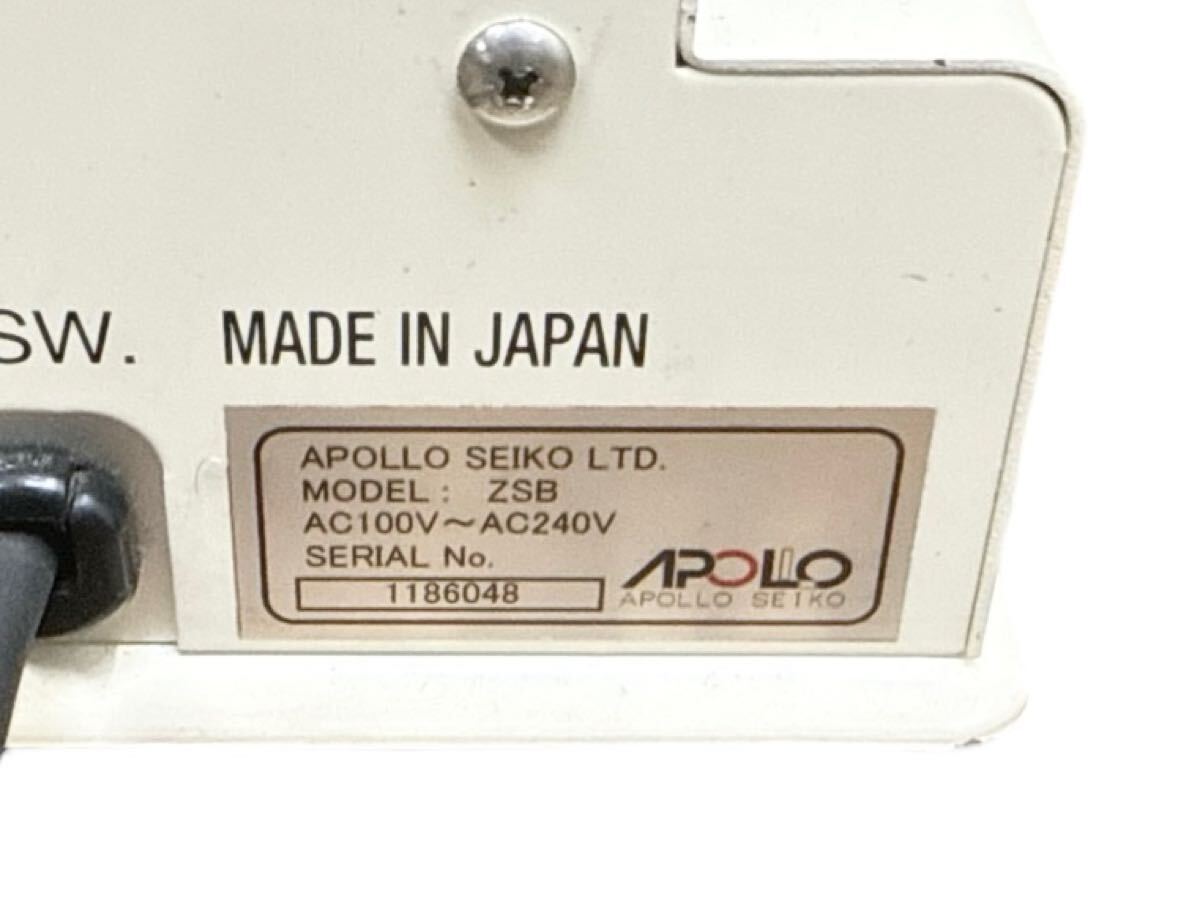 SW.
MADE IN JAPAN
APOLLO SEIKO LTD.
MODEL : ZSB
AC100V～AC240V
SERIAL No.
1186048
APOLLO
APOLLO SEIKO